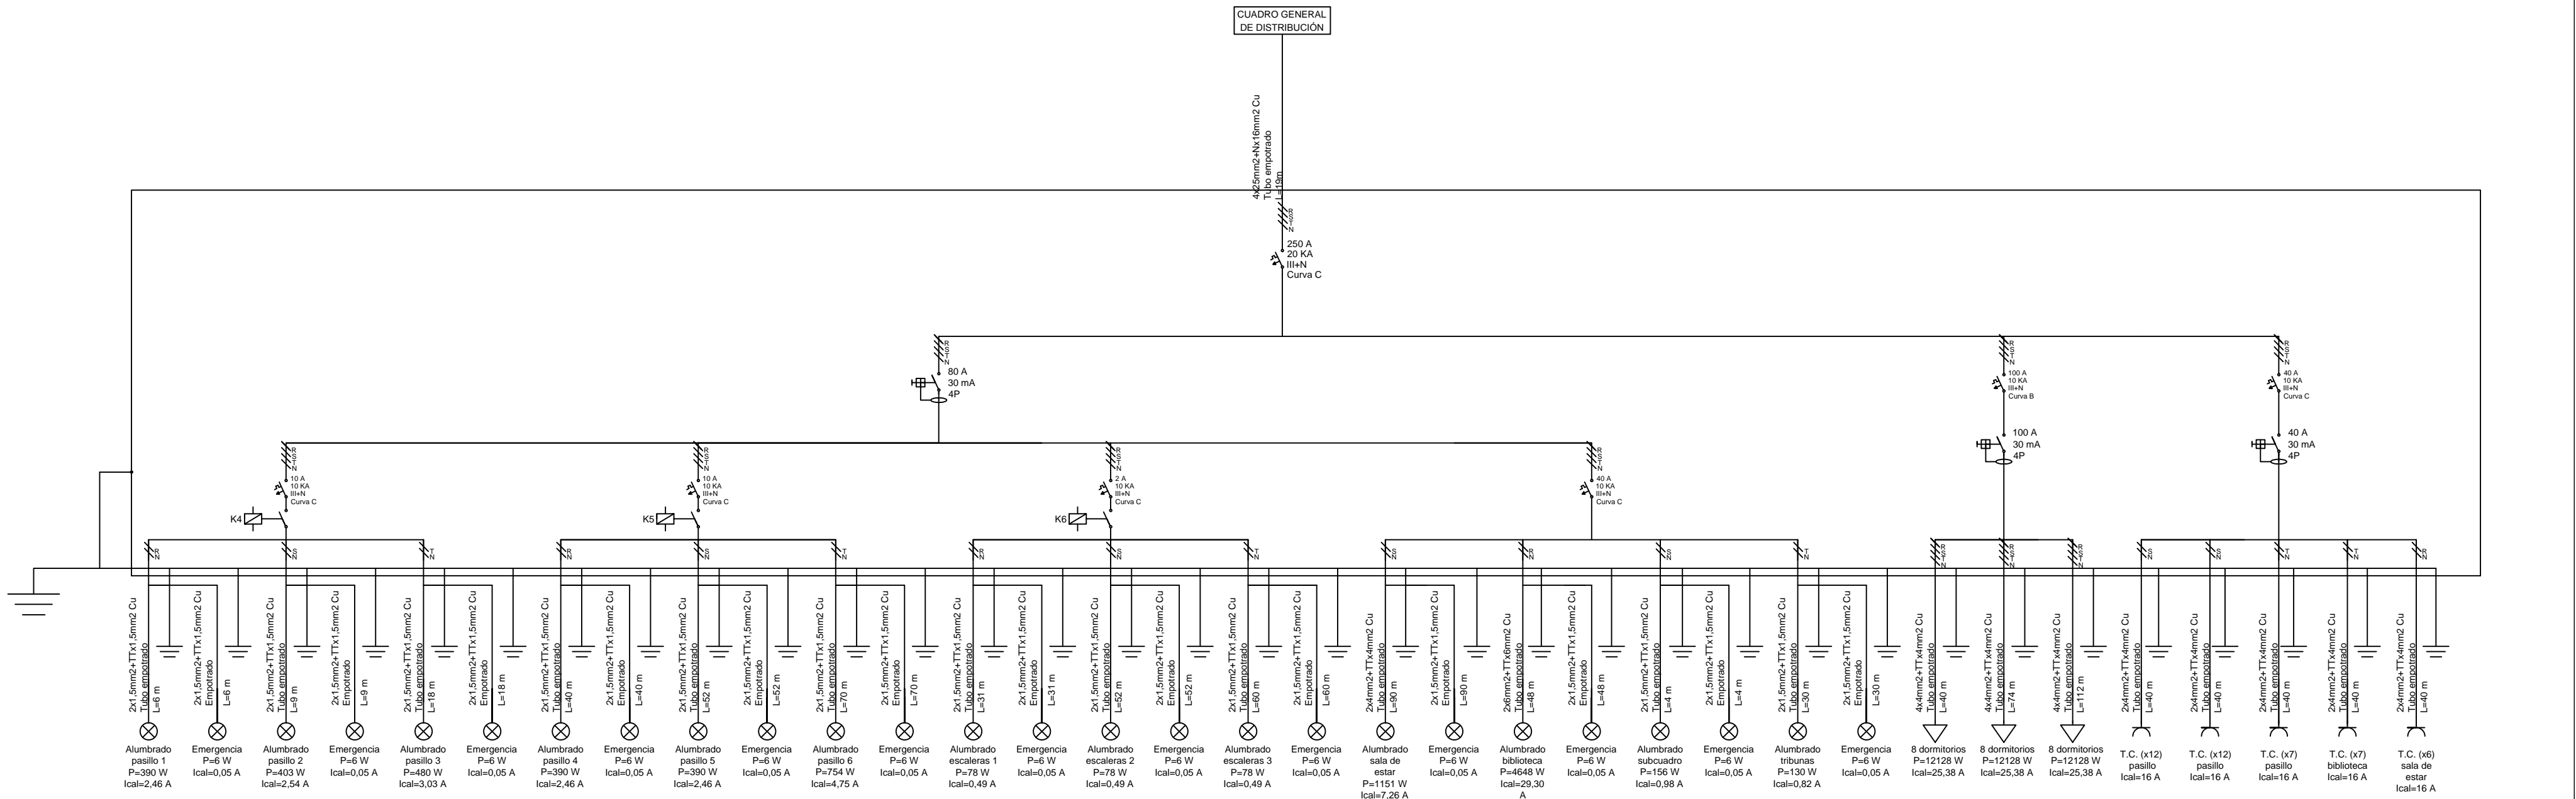 CUADRO GENERAL
DE DISTRIBUCIÓN
4x25mm2+Nx16mm2 Cu
Tubo empotrado
L=19m
R
S
T
N
250 A
20 KA
III+N
Curva C
R
S
T
N
80 A
30 mA
4P
R
S
T
N
100 A
10 KA
III+N
Curva B
100 A
30 mA
4P
R
S
T
N
40 A
10 KA
III+N
Curva C
40 A
30 mA
4P
R
S
T
N
10 A
10 KA
III+N
Curva C
K4
R
S
T
N
10 A
10 KA
III+N
Curva C
K5
R
S
T
N
2 A
10 KA
III+N
Curva C
K6
R
S
T
N
40 A
10 KA
III+N
Curva C
R
N
2x1,5mm2+TTx1,5mm2 Cu
Tubo empotrado
L=6 m
Alumbrado
pasillo 1
P=390 W
Ical=2,46 A
2x1,5mm2+TTx1,5mm2 Cu
Empotrado
L=6 m
Emergencia
P=6 W
Ical=0,05 A
S
N
2x1,5mm2+TTx1,5mm2 Cu
Tubo empotrado
L=9 m
Alumbrado
pasillo 2
P=403 W
Ical=2,54 A
2x1,5mm2+TTx1,5mm2 Cu
Empotrado
L=9 m
Emergencia
P=6 W
Ical=0,05 A
T
N
2x1,5mm2+TTx1,5mm2 Cu
Tubo empotrado
L=18 m
Alumbrado
pasillo 3
P=480 W
Ical=3,03 A
2x1,5mm2+TTx1,5mm2 Cu
Empotrado
L=18 m
Emergencia
P=6 W
Ical=0,05 A
R
N
2x1,5mm2+TTx1,5mm2 Cu
Tubo empotrado
L=40 m
Alumbrado
pasillo 4
P=390 W
Ical=2,46 A
2x1,5mm2+TTx1,5mm2 Cu
Empotrado
L=40 m
Emergencia
P=6 W
Ical=0,05 A
S
N
2x1,5mm2+TTx1,5mm2 Cu
Tubo empotrado
L=52 m
Alumbrado
pasillo 5
P=390 W
Ical=2,46 A
2x1,5mm2+TTx1,5mm2 Cu
Empotrado
L=52 m
Emergencia
P=6 W
Ical=0,05 A
T
N
2x1,5mm2+TTx1,5mm2 Cu
Tubo empotrado
L=70 m
Alumbrado
pasillo 6
P=754 W
Ical=4,75 A
2x1,5mm2+TTx1,5mm2 Cu
Empotrado
L=70 m
Emergencia
P=6 W
Ical=0,05 A
R
N
2x1,5mm2+TTx1,5mm2 Cu
Tubo empotrado
L=31 m
Alumbrado
escaleras 1
P=78 W
Ical=0,49 A
2x1,5mm2+TTx1,5mm2 Cu
Empotrado
L=31 m
Emergencia
P=6 W
Ical=0,05 A
S
N
2x1,5mm2+TTx1,5mm2 Cu
Tubo empotrado
L=52 m
Alumbrado
escaleras 2
P=78 W
Ical=0,49 A
2x1,5mm2+TTx1,5mm2 Cu
Empotrado
L=52 m
Emergencia
P=6 W
Ical=0,05 A
T
N
2x1,5mm2+TTx1,5mm2 Cu
Tubo empotrado
L=60 m
Alumbrado
escaleras 3
P=78 W
Ical=0,49 A
2x1,5mm2+TTx1,5mm2 Cu
Empotrado
L=60 m
Emergencia
P=6 W
Ical=0,05 A
S
N
2x4mm2+TTx4mm2 Cu
Tubo empotrado
L=90 m
Alumbrado
sala de
estar
P=1151 W
Ical=7,26 A
2x1,5mm2+TTx1,5mm2 Cu
Empotrado
L=90 m
Emergencia
P=6 W
Ical=0,05 A
R
N
2x6mm2+TTx6mm2 Cu
Tubo empotrado
L=48 m
Alumbrado
biblioteca
P=4648 W
Ical=29,30
A
2x1,5mm2+TTx1,5mm2 Cu
Empotrado
L=48 m
Emergencia
P=6 W
Ical=0,05 A
S
N
2x1,5mm2+TTx1,5mm2 Cu
Tubo empotrado
L=4 m
Alumbrado
subcuadro
P=156 W
Ical=0,98 A
2x1,5mm2+TTx1,5mm2 Cu
Empotrado
L=4 m
Emergencia
P=6 W
Ical=0,05 A
T
N
2x1,5mm2+TTx1,5mm2 Cu
Tubo empotrado
L=30 m
Alumbrado
tribunas
P=130 W
Ical=0,82 A
2x1,5mm2+TTx1,5mm2 Cu
Empotrado
L=30 m
Emergencia
P=6 W
Ical=0,05 A
R
S
T
N
4x4mm2+TTx4mm2 Cu
Tubo empotrado
L=40 m
8 dormitorios
P=12128 W
Ical=25,38 A
R
S
T
N
4x4mm2+TTx4mm2 Cu
Tubo empotrado
L=74 m
8 dormitorios
P=12128 W
Ical=25,38 A
R
S
T
N
4x4mm2+TTx4mm2 Cu
Tubo empotrado
L=112 m
8 dormitorios
P=12128 W
Ical=25,38 A
S
N
2x4mm2+TTx4mm2 Cu
Tubo empotrado
L=40 m
T.C. (x12)
pasillo
Ical=16 A
S
N
2x4mm2+TTx4mm2 Cu
Tubo empotrado
L=40 m
T.C. (x12)
pasillo
Ical=16 A
T
N
2x4mm2+TTx4mm2 Cu
Tubo empotrado
L=40 m
T.C. (x7)
pasillo
Ical=16 A
T
N
2x4mm2+TTx4mm2 Cu
Tubo empotrado
L=40 m
T.C. (x7)
biblioteca
Ical=16 A
R
N
2x4mm2+TTx4mm2 Cu
Tubo empotrado
L=40 m
T.C. (x6)
sala de
estar
Ical=16 A